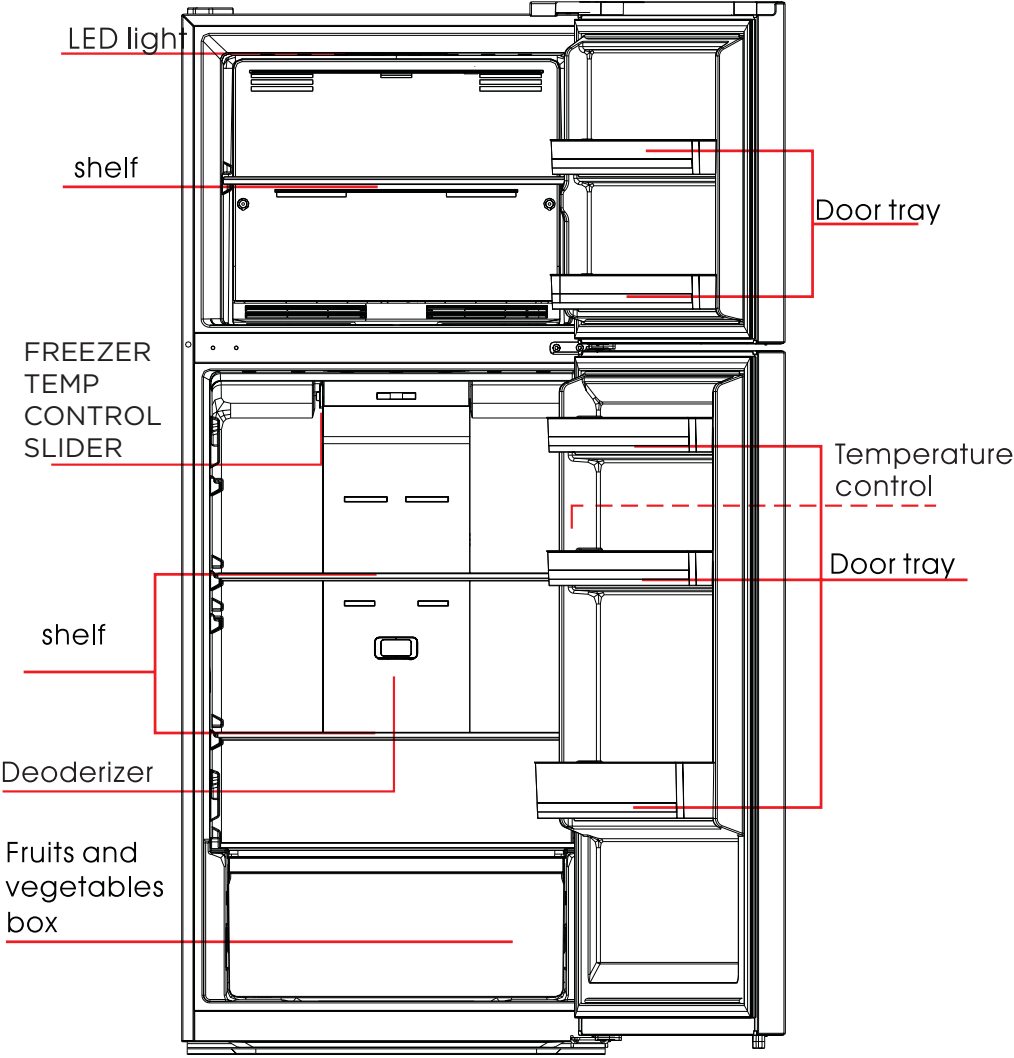 LED light
shelf
Door tray
FREEZER
TEMP
CONTROL
SLIDER
Temperature
control
Door tray
shelf
Deoderizer
Fruits and
vegetables
box